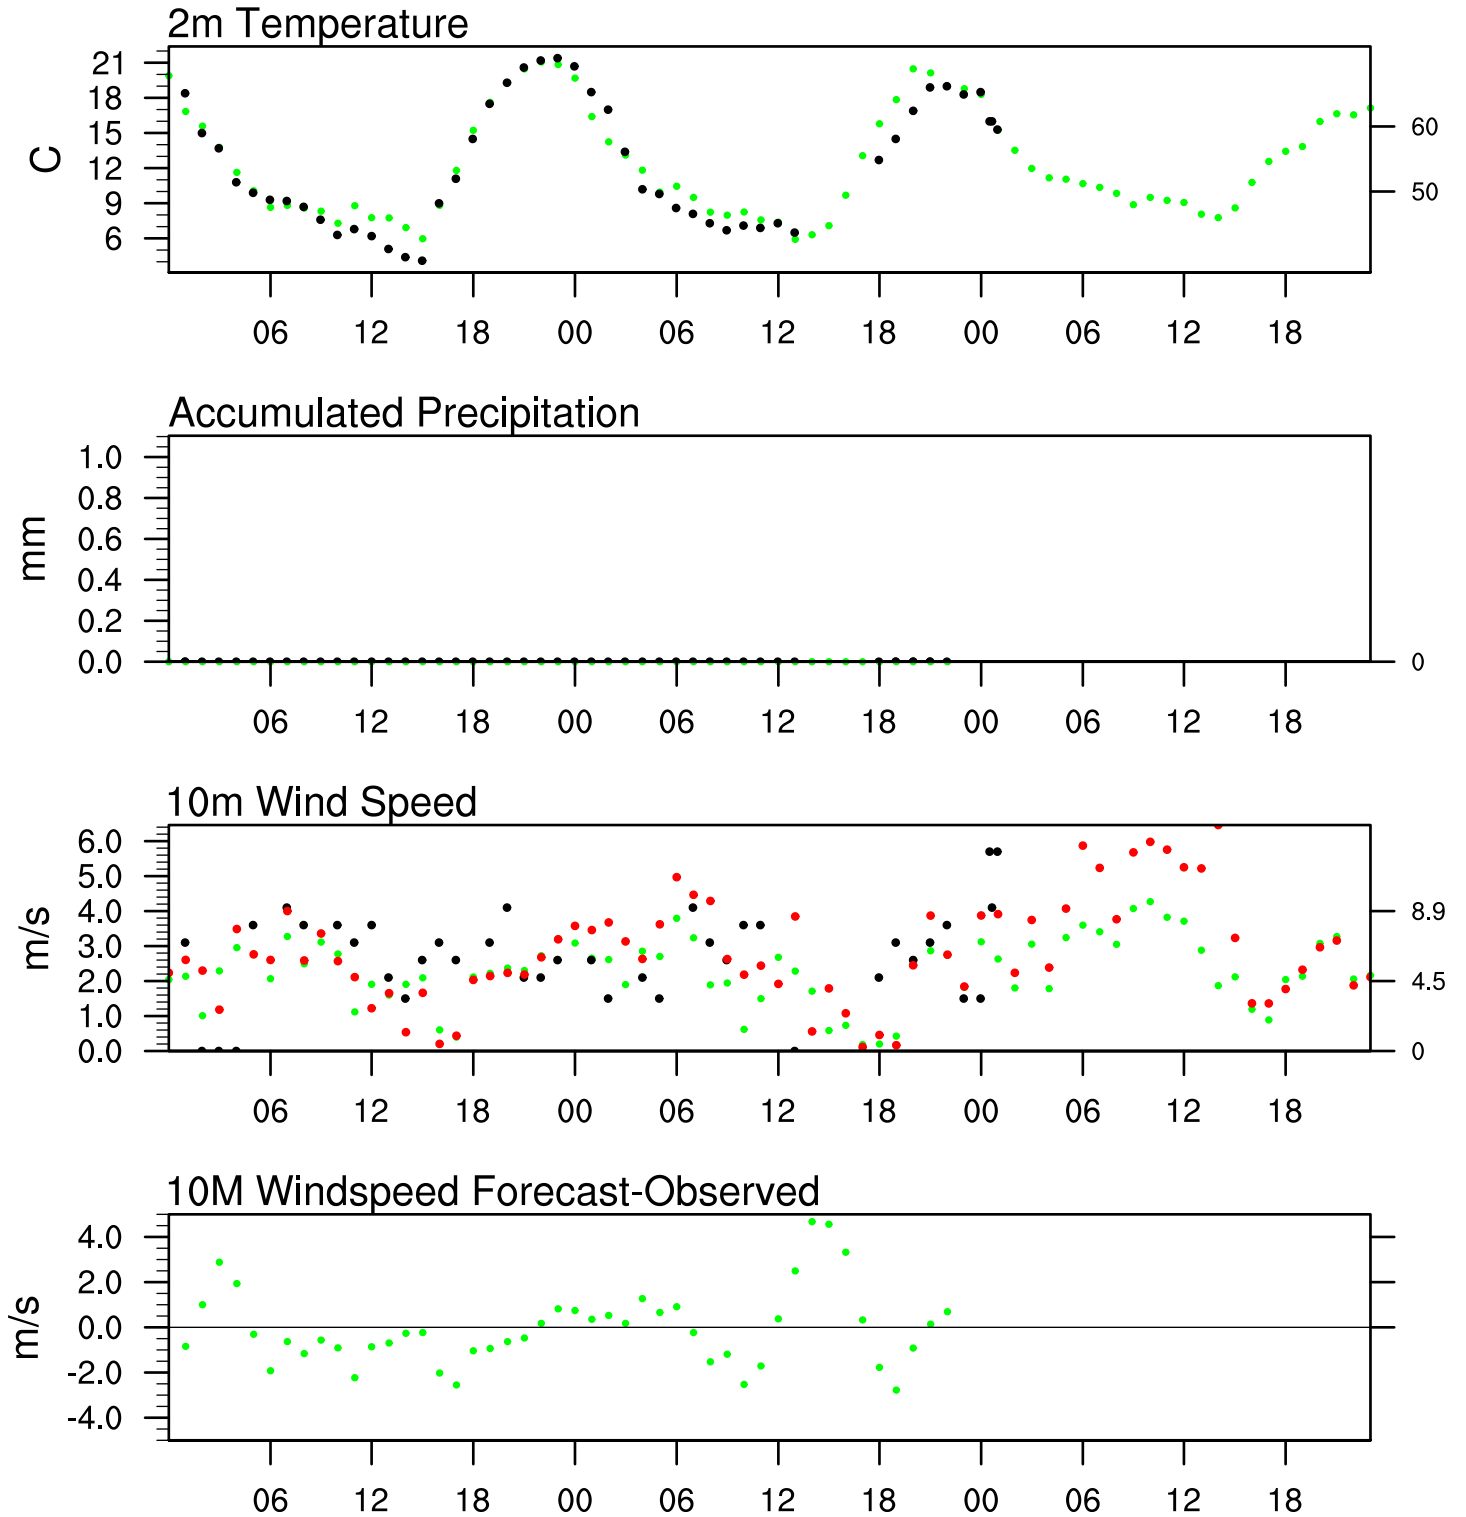 2m Temperature
21
18
15
12
9
6
C
60
50
06 12 18 00 06 12 18 00 06 12 18
Accumulated Precipitation
1.0
0.8
0.6
0.4
0.2
0.0
mm
0
06 12 18 00 06 12 18 00 06 12 18
10m Wind Speed
6.0
5.0
4.0
3.0
2.0
1.0
0.0
m/s
8.9
4.5
0
06 12 18 00 06 12 18 00 06 12 18
10M Windspeed Forecast-Observed
4.0
2.0
0.0
-2.0
-4.0
m/s
06 12 18 00 06 12 18 00 06 12 18